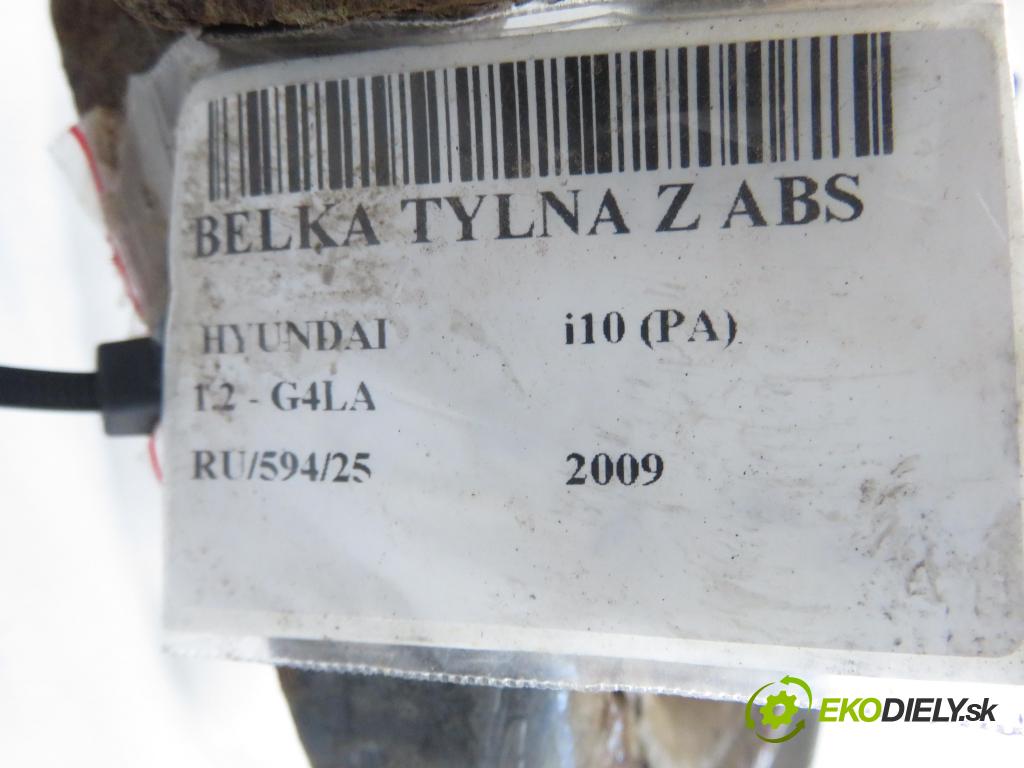 BELKA TYLNA Z ABS
HYUNDAI i10 (PA)
1.2 - G4LA
RU/594/25 2009
EKODIELY.sk